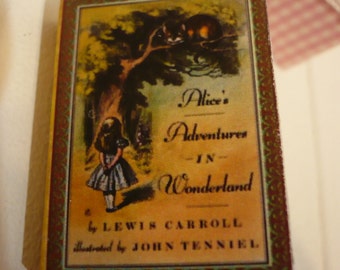 Alice's
Adventures
IN
Wonderland
by LEWIS CARROLL
illustrated by JOHN TENNIEL